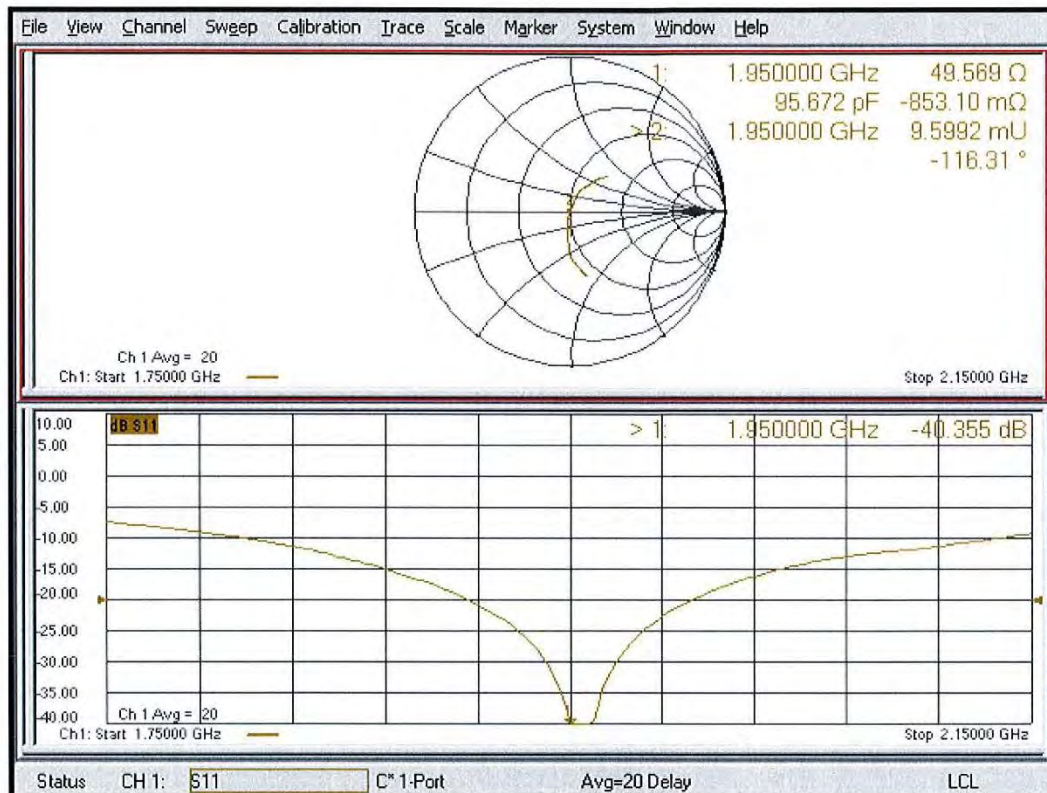 File View Channel Sweep Calibration Trace Scale Marker System Window Help
1: 1.950000 GHz 49.569 Ω
95.672 pF -853.10 mΩ
> 2: 1.950000 GHz 9.5992 mU
-116.31 °
Ch 1 Avg = 20
Ch1: Start 1.75000 GHz
Stop 2.15000 GHz
10.00
dB S11
> 1: 1.950000 GHz -40.355 dB
5.00
0.00
-5.00
-10.00
-15.00
-20.00
-25.00
-30.00
-35.00
-40.00
Ch 1 Avg = 20
Ch1: Start 1.75000 GHz
Stop 2.15000 GHz
Status CH 1: S11 C* 1-Port Avg=20 Delay LCL